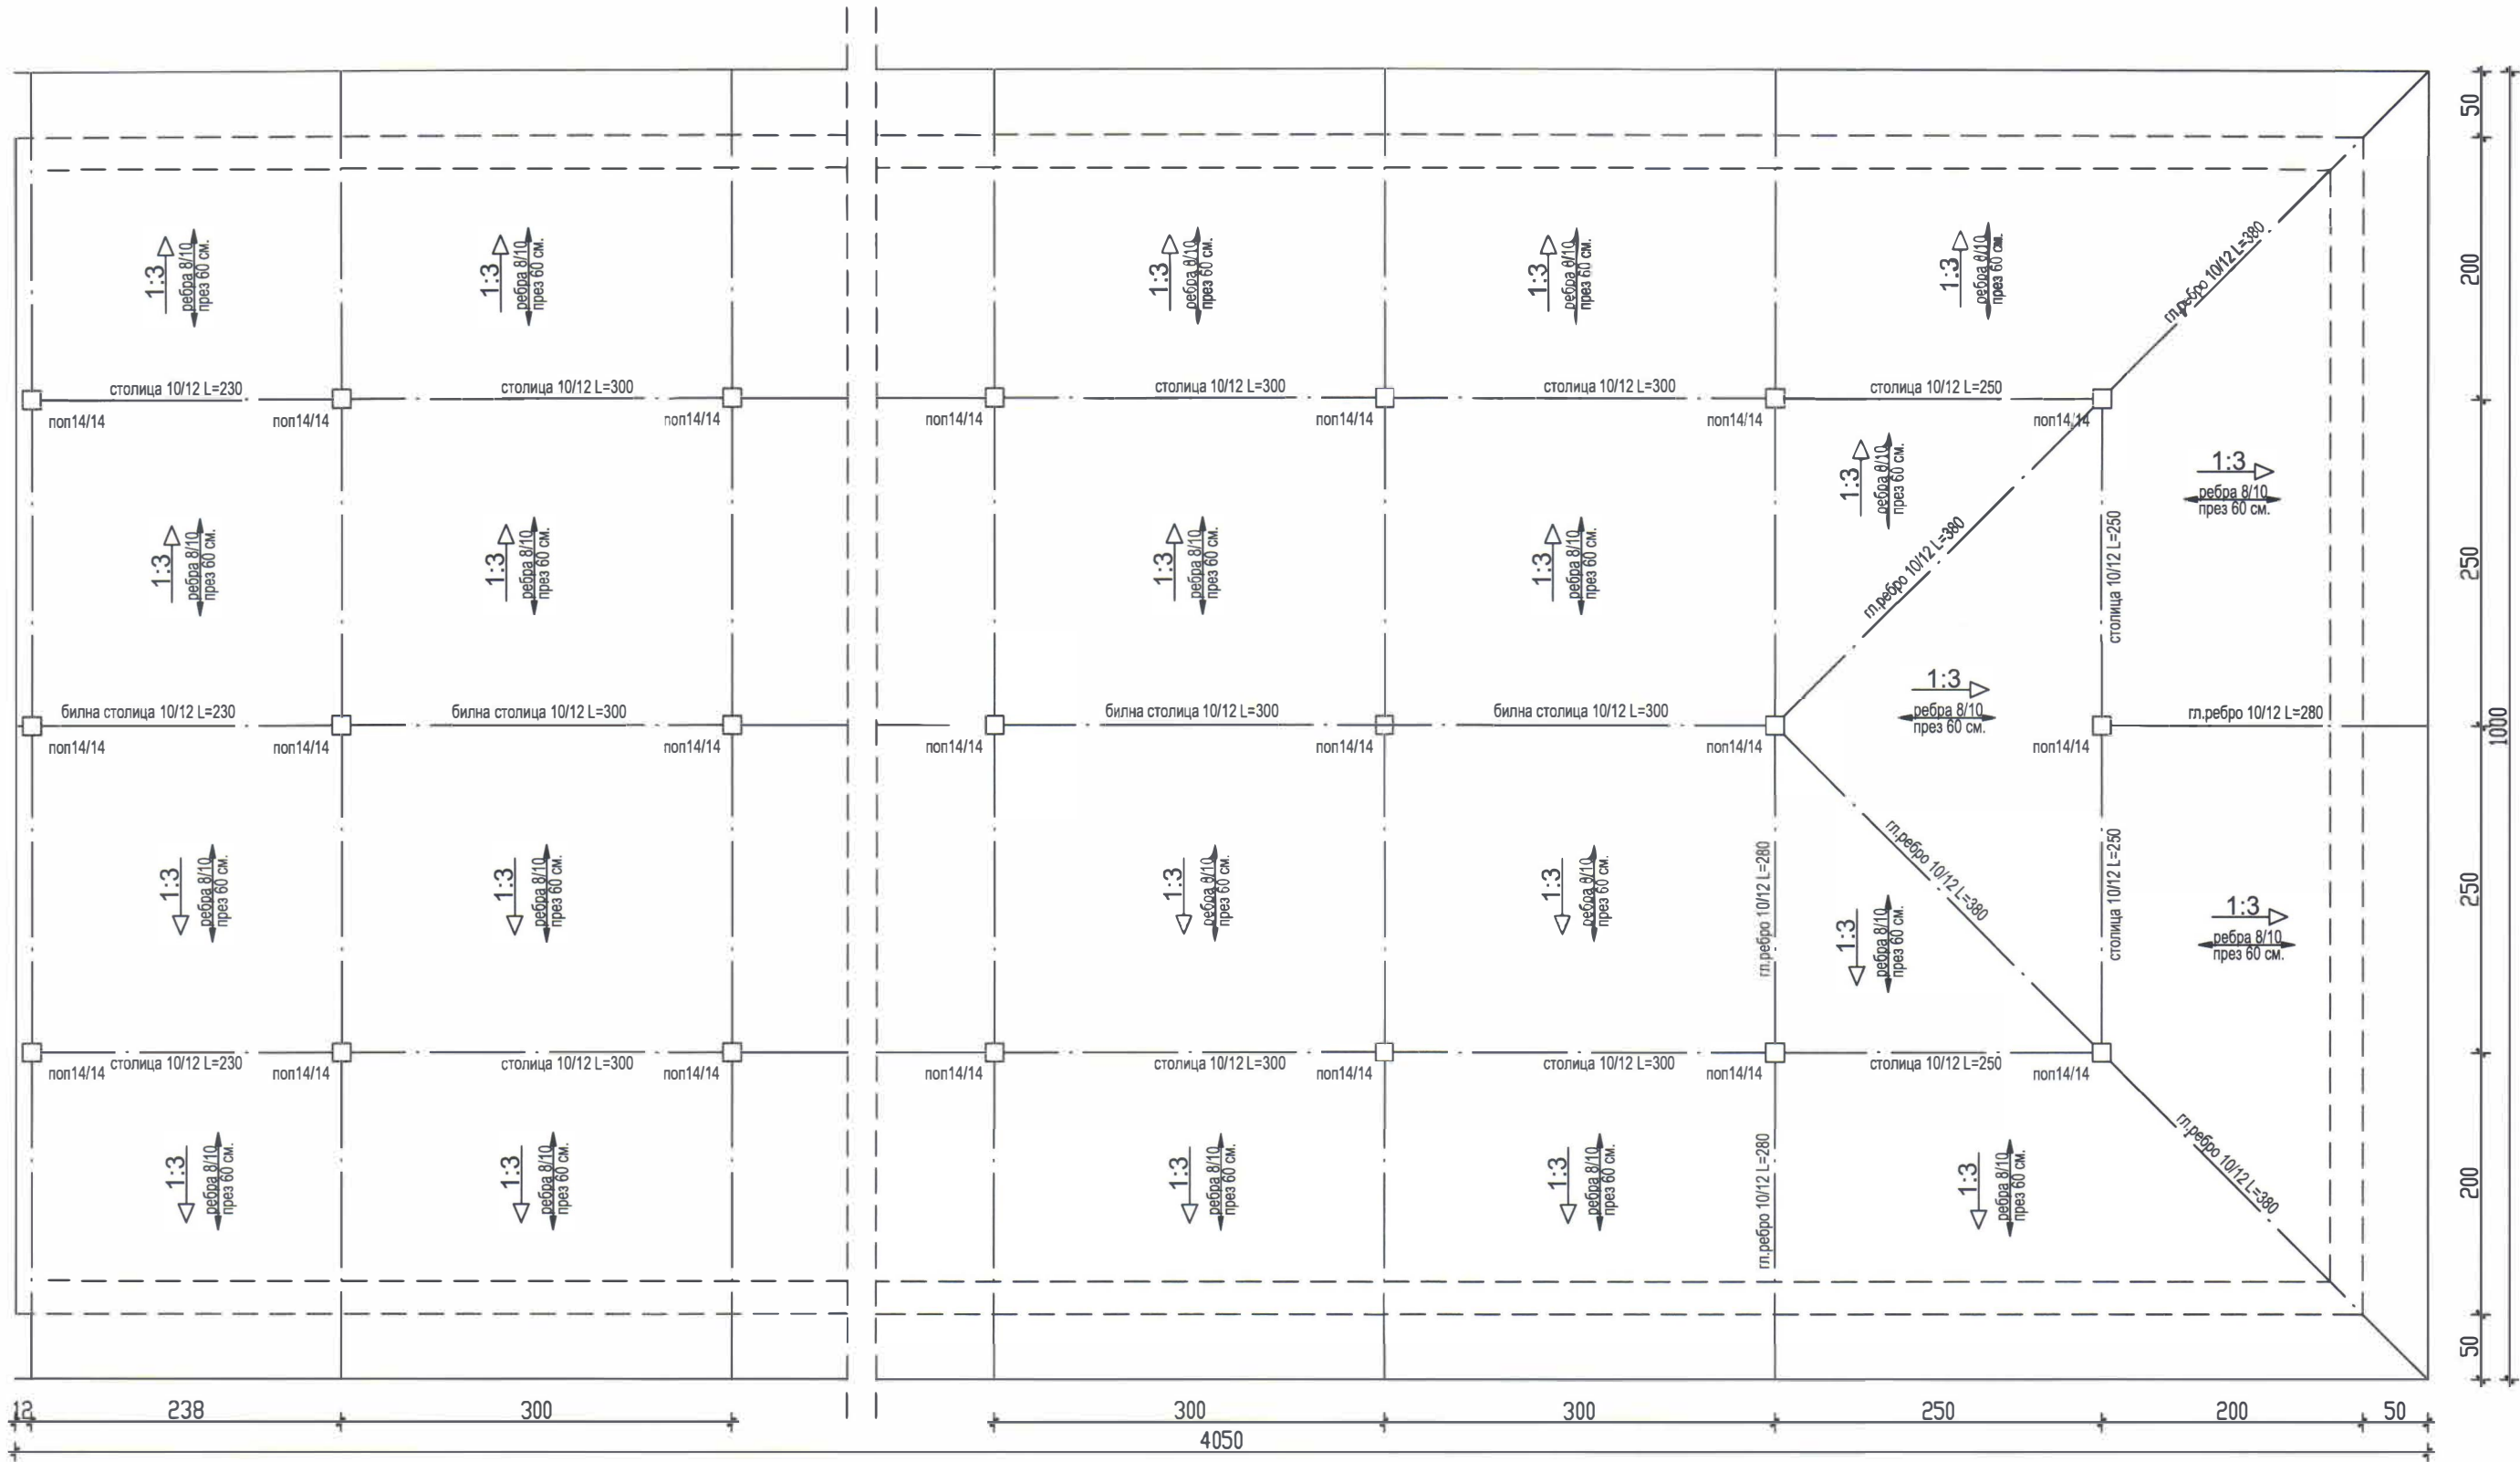 50
1:3
ребра 8/10
през 60 см.
1:3
ребра 8/10
през 60 см.
1:3
ребра 8/10
през 60 см.
1:3
ребра 8/10
през 60 см.
1:3
ребра 8/10
през 60 см.
гл.ребро 10/12 L=380
200
столица 10/12 L=230
столица 10/12 L=300
столица 10/12 L=300
столица 10/12 L=300
столица 10/12 L=250
поп14/14
поп14/14
поп14/14
поп14/14
поп14/14
поп14/14
поп14/14
1:3
ребра 8/10
през 60 см.
1:3
ребра 8/10
през 60 см.
1:3
ребра 8/10
през 60 см.
1:3
ребра 8/10
през 60 см.
1:3
ребра 8/10
през 60 см.
гл.ребро 10/12 L=380
столица 10/12 L=250
1:3
ребра 8/10
през 60 см.
250
1:3
ребра 8/10
през 60 см.
билна столица 10/12 L=230
билна столица 10/12 L=300
билна столица 10/12 L=300
билна столица 10/12 L=300
гл.ребро 10/12 L=280
1000
поп14/14
поп14/14
поп14/14
поп14/14
поп14/14
поп14/14
поп14/14
1:3
ребра 8/10
през 60 см.
1:3
ребра 8/10
през 60 см.
1:3
ребра 8/10
през 60 см.
1:3
ребра 8/10
през 60 см.
гл.ребро 10/12 L=280
1:3
ребра 8/10
през 60 см.
гл.ребро 10/12 L=380
столица 10/12 L=250
1:3
ребра 8/10
през 60 см.
250
столица 10/12 L=230
столица 10/12 L=300
столица 10/12 L=300
столица 10/12 L=300
столица 10/12 L=250
поп14/14
поп14/14
поп14/14
поп14/14
поп14/14
поп14/14
поп14/14
1:3
ребра 8/10
през 60 см.
1:3
ребра 8/10
през 60 см.
1:3
ребра 8/10
през 60 см.
1:3
ребра 8/10
през 60 см.
гл.ребро 10/12 L=280
1:3
ребра 8/10
през 60 см.
гл.ребро 10/12 L=380
200
50
12
238
300
300
300
250
200
50
4050